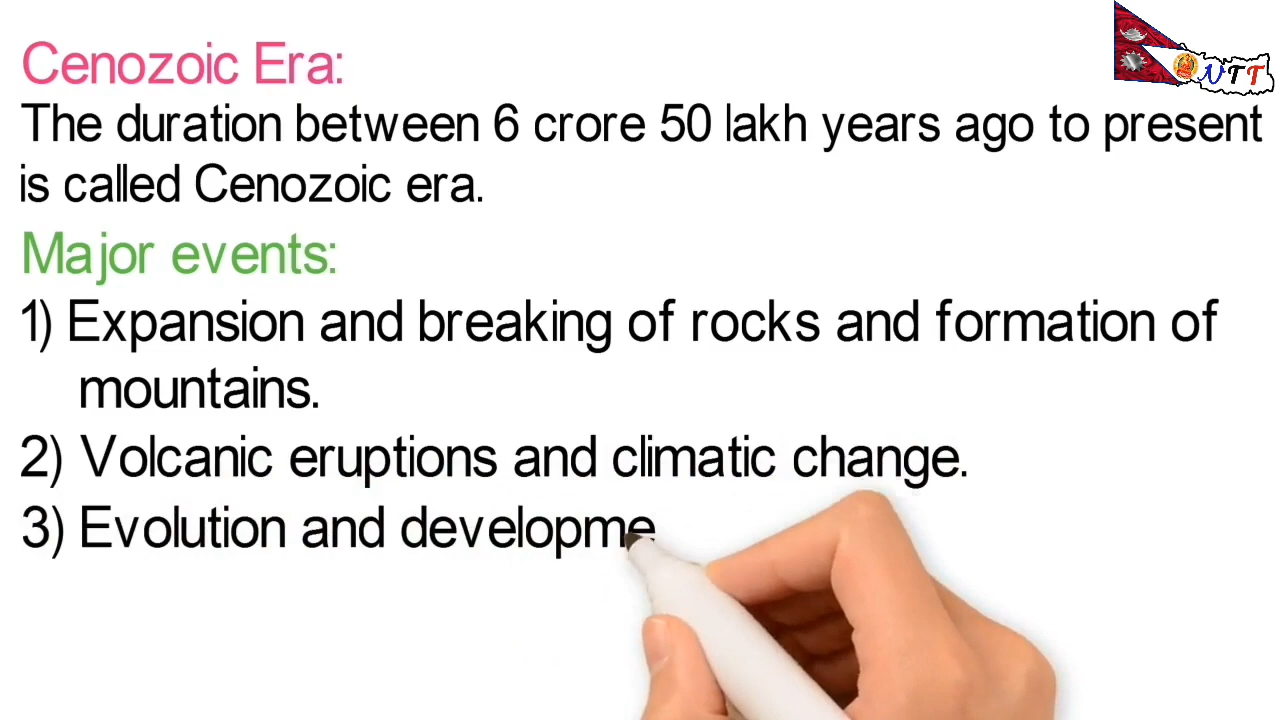 Cenozoic Era:
NTT
The duration between 6 crore 50 lakh years ago to present
is called Cenozoic era.
Major events:
1) Expansion and breaking of rocks and formation of
mountains.
2) Volcanic eruptions and climatic change.
3) Evolution and developme